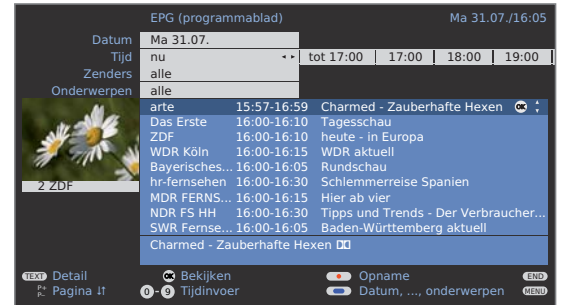 EPG (programmablad) Ma 31.07./16:05
Datum Ma 31.07.
Tijd nu tot 17:00 17:00 18:00 19:00
Zenders alle
Onderwerpen alle
arte 15:57-16:59 Charmed - Zauberhafte Hexen OK
Das Erste 16:00-16:10 Tagesschau
ZDF 16:00-16:10 heute - in Europa
WDR Köln 16:00-16:15 WDR aktuell
Bayerisches... 16:00-16:05 Rundschau
hr-fernsehen 16:00-16:30 Schlemmerreise Spanien
MDR FERNS... 16:00-16:15 Hier ab vier
NDR FS HH 16:00-16:30 Tipps und Trends - Der Verbraucher...
SWR Fernse... 16:00-16:05 Baden-Württemberg aktuell
2 ZDF
Charmed - Zauberhafte Hexen
TEXT Detail OK Bekijken Opname END
P+ P- Pagina 0-9 Tijdinvoer Datum, ..., onderwerpen MENU